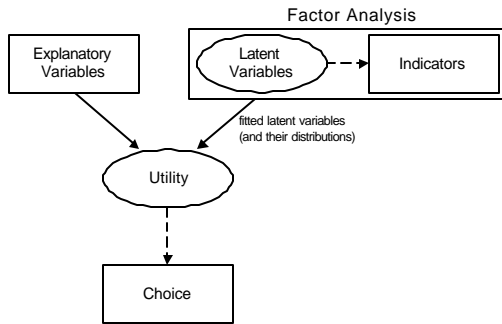 Factor Analysis
Explanatory
Variables
Latent
Variables
Indicators
fitted latent variables
(and their distributions)
Utility
Choice